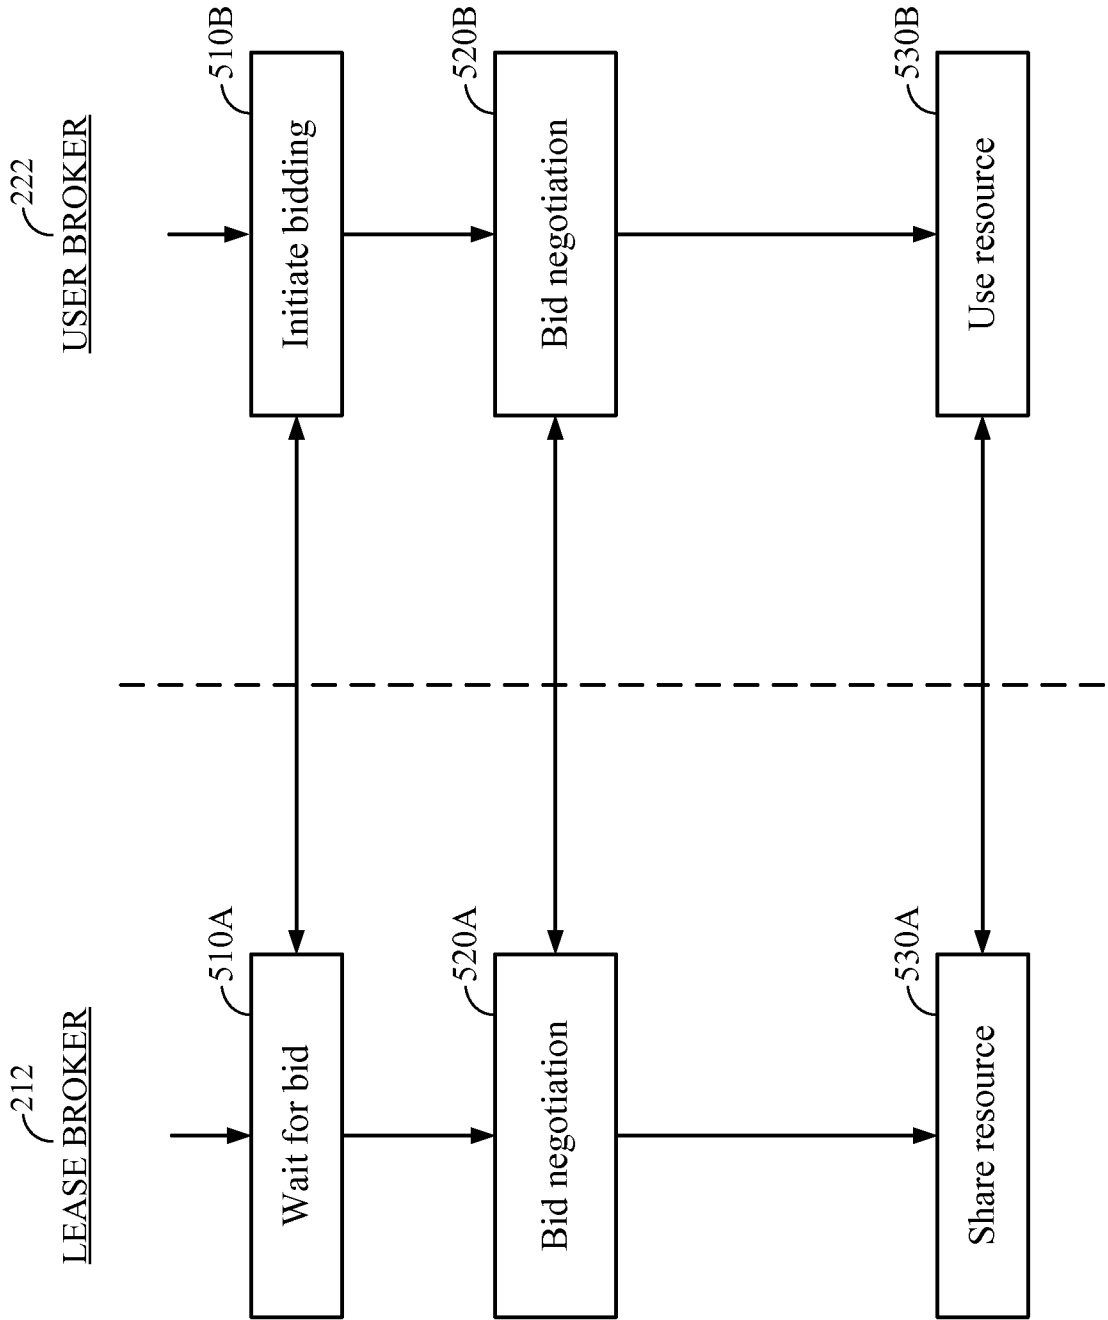 212
LEASE BROKER
222
USER BROKER
510A
Wait for bid
510B
Initiate bidding
520A
Bid negotiation
520B
Bid negotiation
530A
Share resource
530B
Use resource